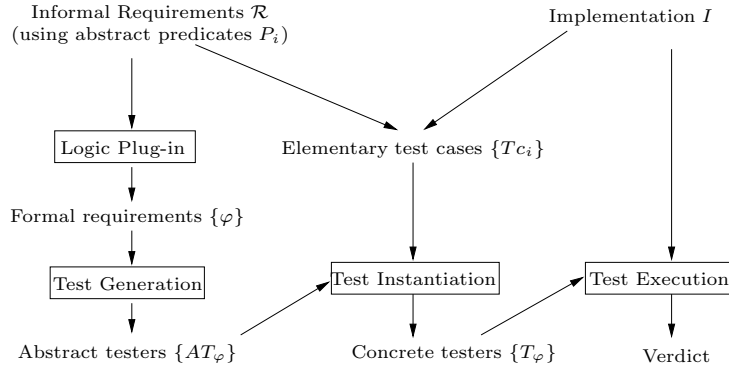 Informal Requirements ℛ
(using abstract predicates P_i)
Implementation I
Logic Plug-in
Elementary test cases {Tc_i}
Formal requirements {φ}
Test Generation
Test Instantiation
Test Execution
Abstract testers {AT_φ}
Concrete testers {T_φ}
Verdict